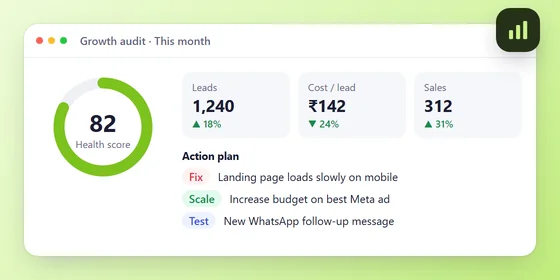 Growth audit · This month
82
Health score
Leads
1,240
▲ 18%
Cost / lead
₹142
▼ 24%
Sales
312
▲ 31%
Action plan
Fix Landing page loads slowly on mobile
Scale Increase budget on best Meta ad
Test New WhatsApp follow-up message